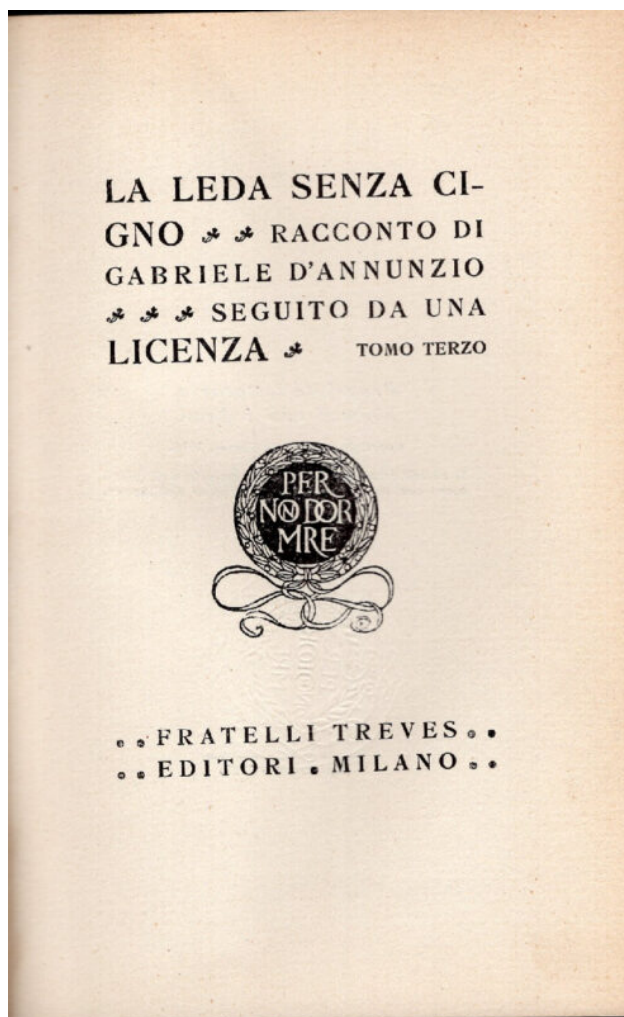 LA LEDA SENZA CI-
GNO RACCONTO DI
GABRIELE D'ANNUNZIO
SEGUITO DA UNA
LICENZA TOMO TERZO
PER
NON DOR
MRE
FRATELLI TREVES
EDITORI . MILANO